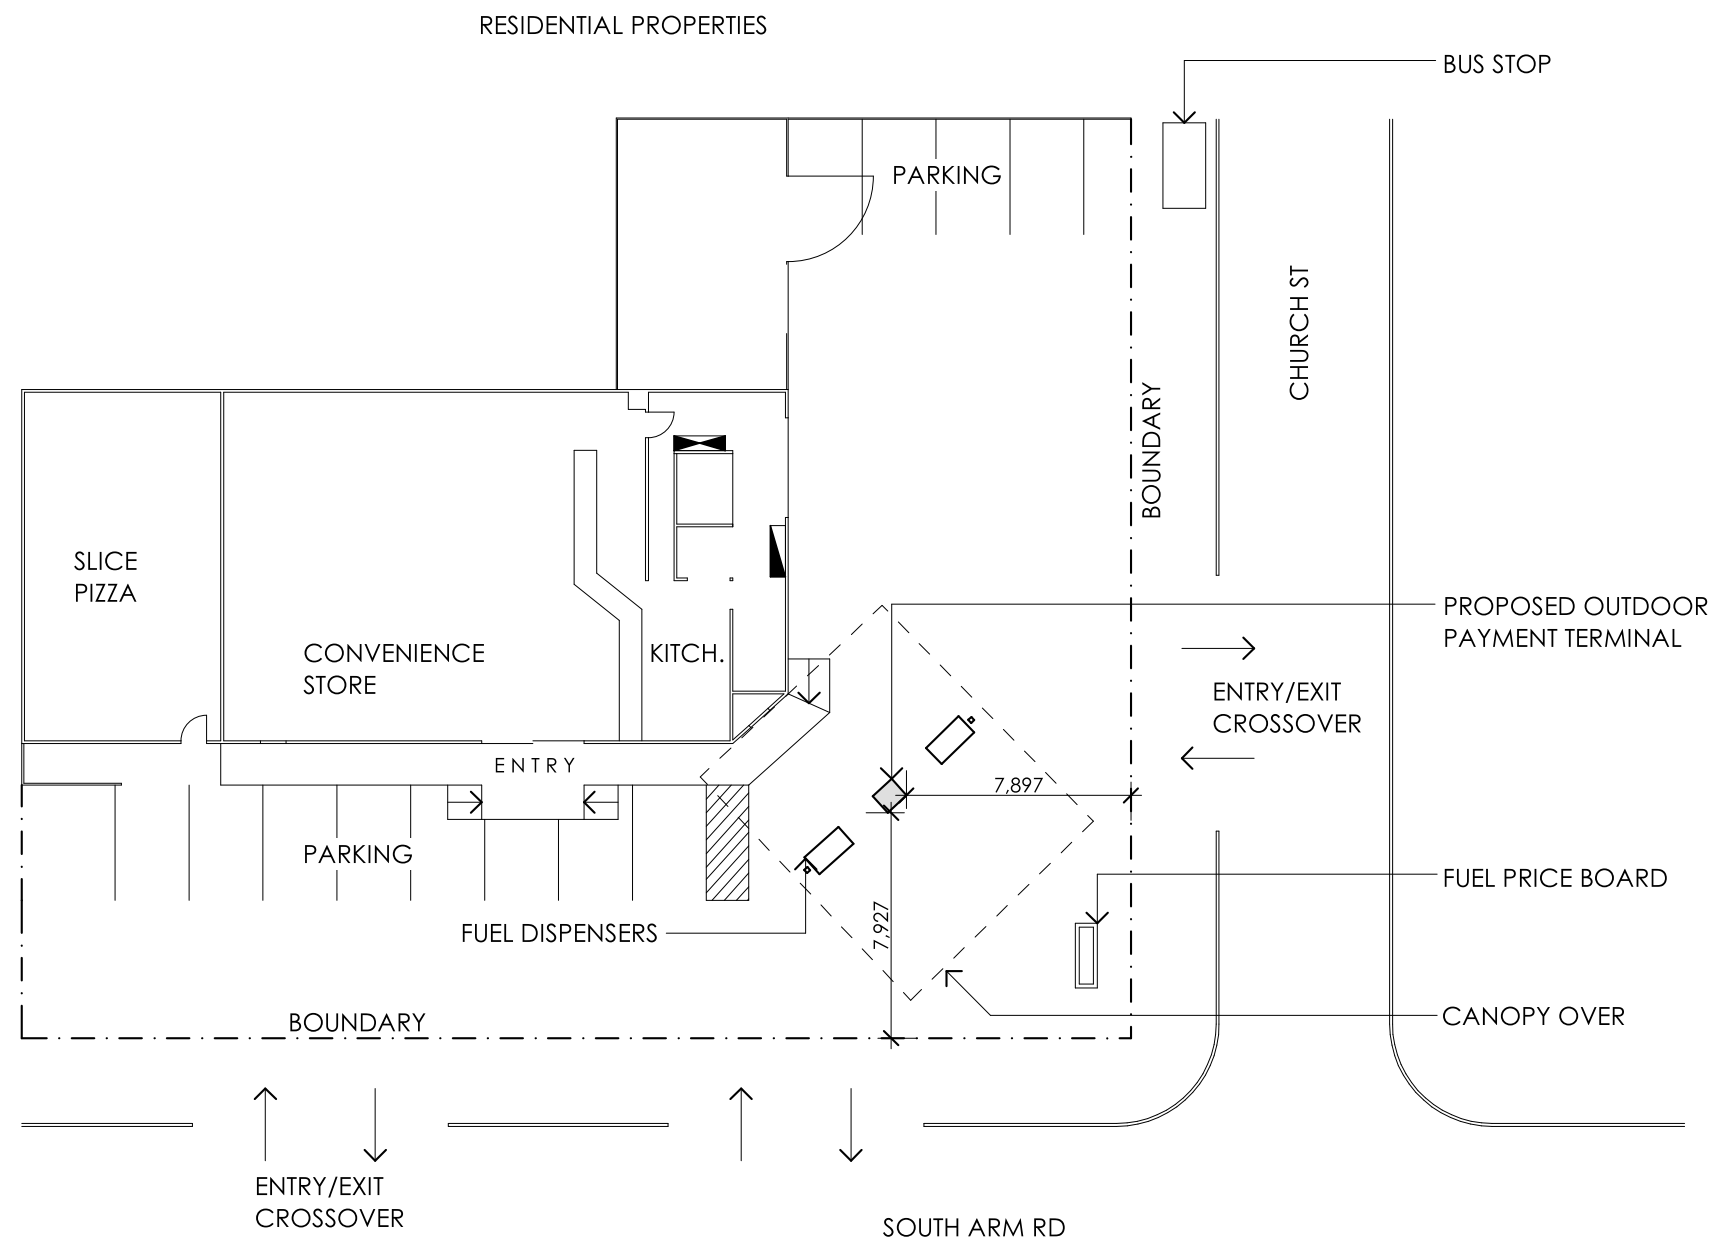 RESIDENTIAL PROPERTIES
BUS STOP
PARKING
CHURCH ST
BOUNDARY
SLICE
PIZZA
CONVENIENCE
STORE
KITCH.
PROPOSED OUTDOOR
PAYMENT TERMINAL
ENTRY/EXIT
CROSSOVER
ENTRY
7,897
PARKING
FUEL PRICE BOARD
FUEL DISPENSERS
7,927
BOUNDARY
CANOPY OVER
ENTRY/EXIT
CROSSOVER
SOUTH ARM RD